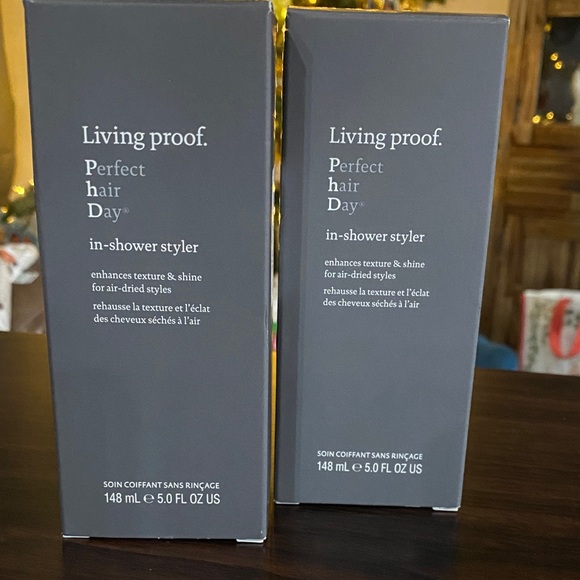 Living proof.
Perfect
hair
Day®
in-shower styler
enhances texture & shine
for air-dried styles
rehausse la texture et l'éclat
des cheveux séchés à l'air
SOIN COIFFANT SANS RINÇAGE
148 mL ℮ 5.0 FL OZ US
Living proof.
Perfect
hair
Day®
in-shower styler
enhances texture & shine
for air-dried styles
rehausse la texture et l'éclat
des cheveux séchés à l'air
SOIN COIFFANT SANS RINÇAGE
148 mL ℮ 5.0 FL OZ US